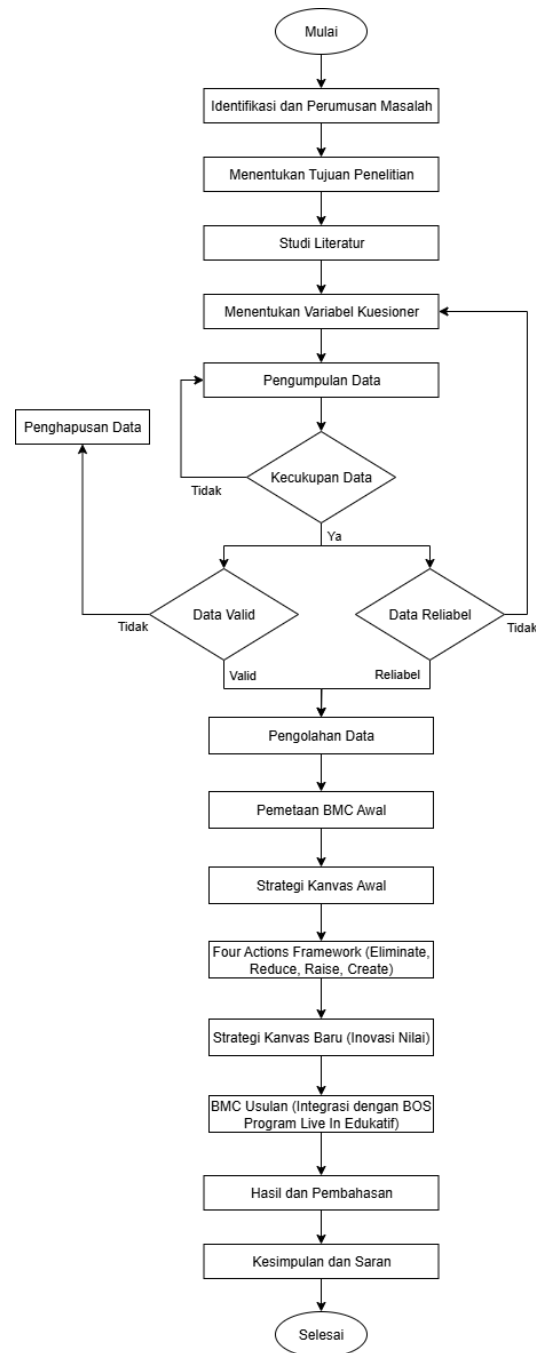 Mulai
Identifikasi dan Perumusan Masalah
Menentukan Tujuan Penelitian
Studi Literatur
Menentukan Variabel Kuesioner
Pengumpulan Data
Penghapusan Data
Kecukupan Data
Tidak
Ya
Data Valid
Data Reliabel
Tidak
Tidak
Valid
Reliabel
Pengolahan Data
Pemetaan BMC Awal
Strategi Kanvas Awal
Four Actions Framework (Eliminate,
Reduce, Raise, Create)
Strategi Kanvas Baru (Inovasi Nilai)
BMC Usulan (Integrasi dengan BOS
Program Live In Edukatif)
Hasil dan Pembahasan
Kesimpulan dan Saran
Selesai